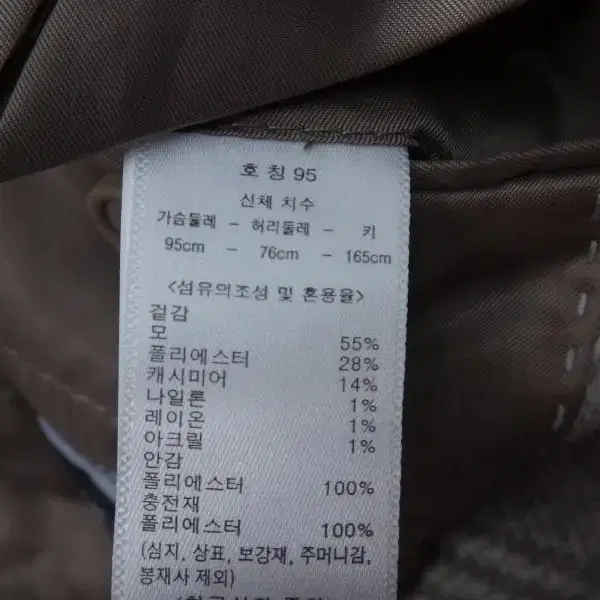 호 칭 95
신체 치수
가슴둘레 - 허리둘레 - 키
95cm - 76cm - 165cm
<섬유의조성 및 혼용율>
겉감
모 55%
폴리에스터 28%
캐시미어 14%
나일론 1%
레이온 1%
아크릴 1%
안감
폴리에스터 100%
충전재
폴리에스터 100%
(심지, 상표, 보강재, 주머니감,
봉재사 제외)